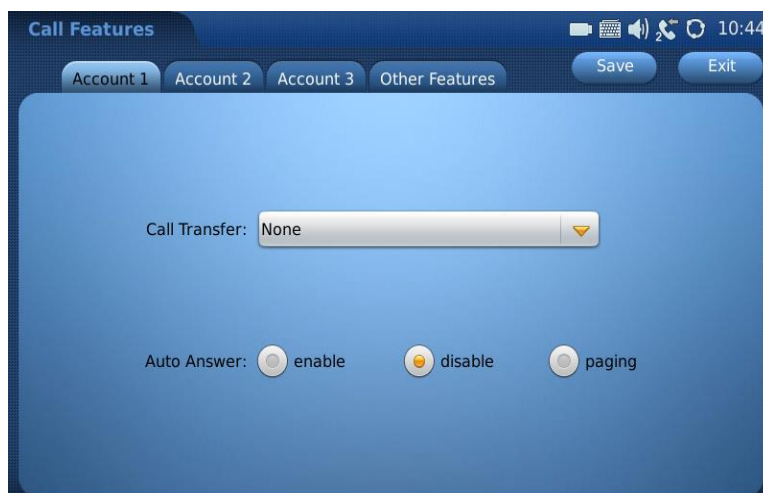 Call Features
2 10:44
Account 1 Account 2 Account 3 Other Features Save Exit
Call Transfer: None
Auto Answer: enable disable paging